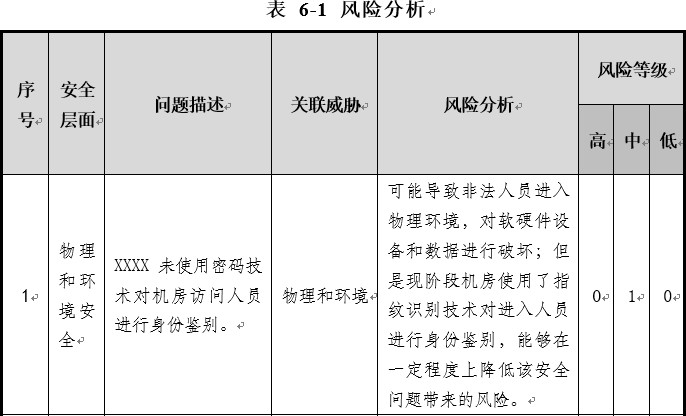 表 6-1 风险分析
序号
安全层面
问题描述
关联威胁
风险分析
风险等级
高
中
低
1
物理
和环
境安
全
XXXX 未使用密码技
术对机房访问人员
进行身份鉴别。
物理和环境
可能导致非法人员进入
物理环境，对软硬件设
备和数据进行破坏；但
是现阶段机房使用了指
纹识别技术对进入人员
进行身份鉴别，能够在
一定程度上降低该安全
问题带来的风险。
0
1
0